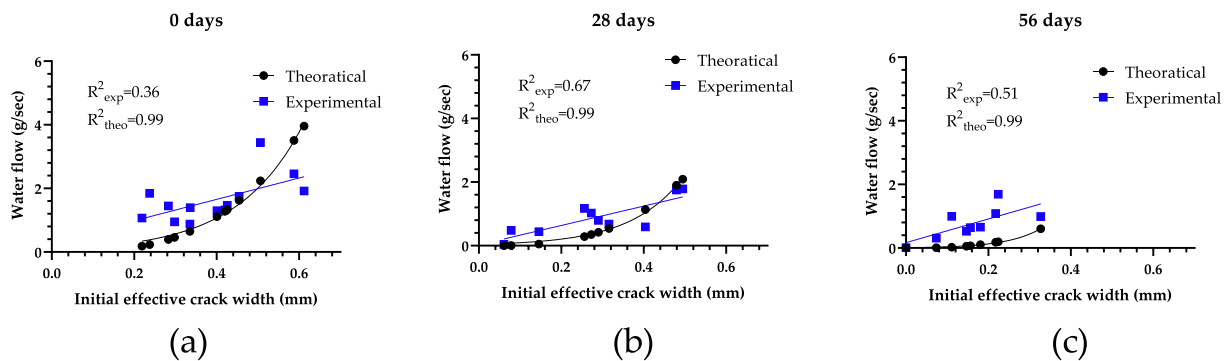 0 days
Water flow (g/sec)
6
4
2
0
R²exp=0.36
R²theo=0.99
Theoratical
Experimental
0.0 0.2 0.4 0.6
Initial effective crack width (mm)
(a)
28 days
Water flow (g/sec)
6
4
2
0
R²exp=0.67
R²theo=0.99
Theoratical
Experimental
0.0 0.2 0.4 0.6
Initial effective crack width (mm)
(b)
56 days
Water flow (g/sec)
6
4
2
0
R²exp=0.51
R²theo=0.99
Theoratical
Experimental
0.0 0.2 0.4 0.6
Initial effective crack width (mm)
(c)